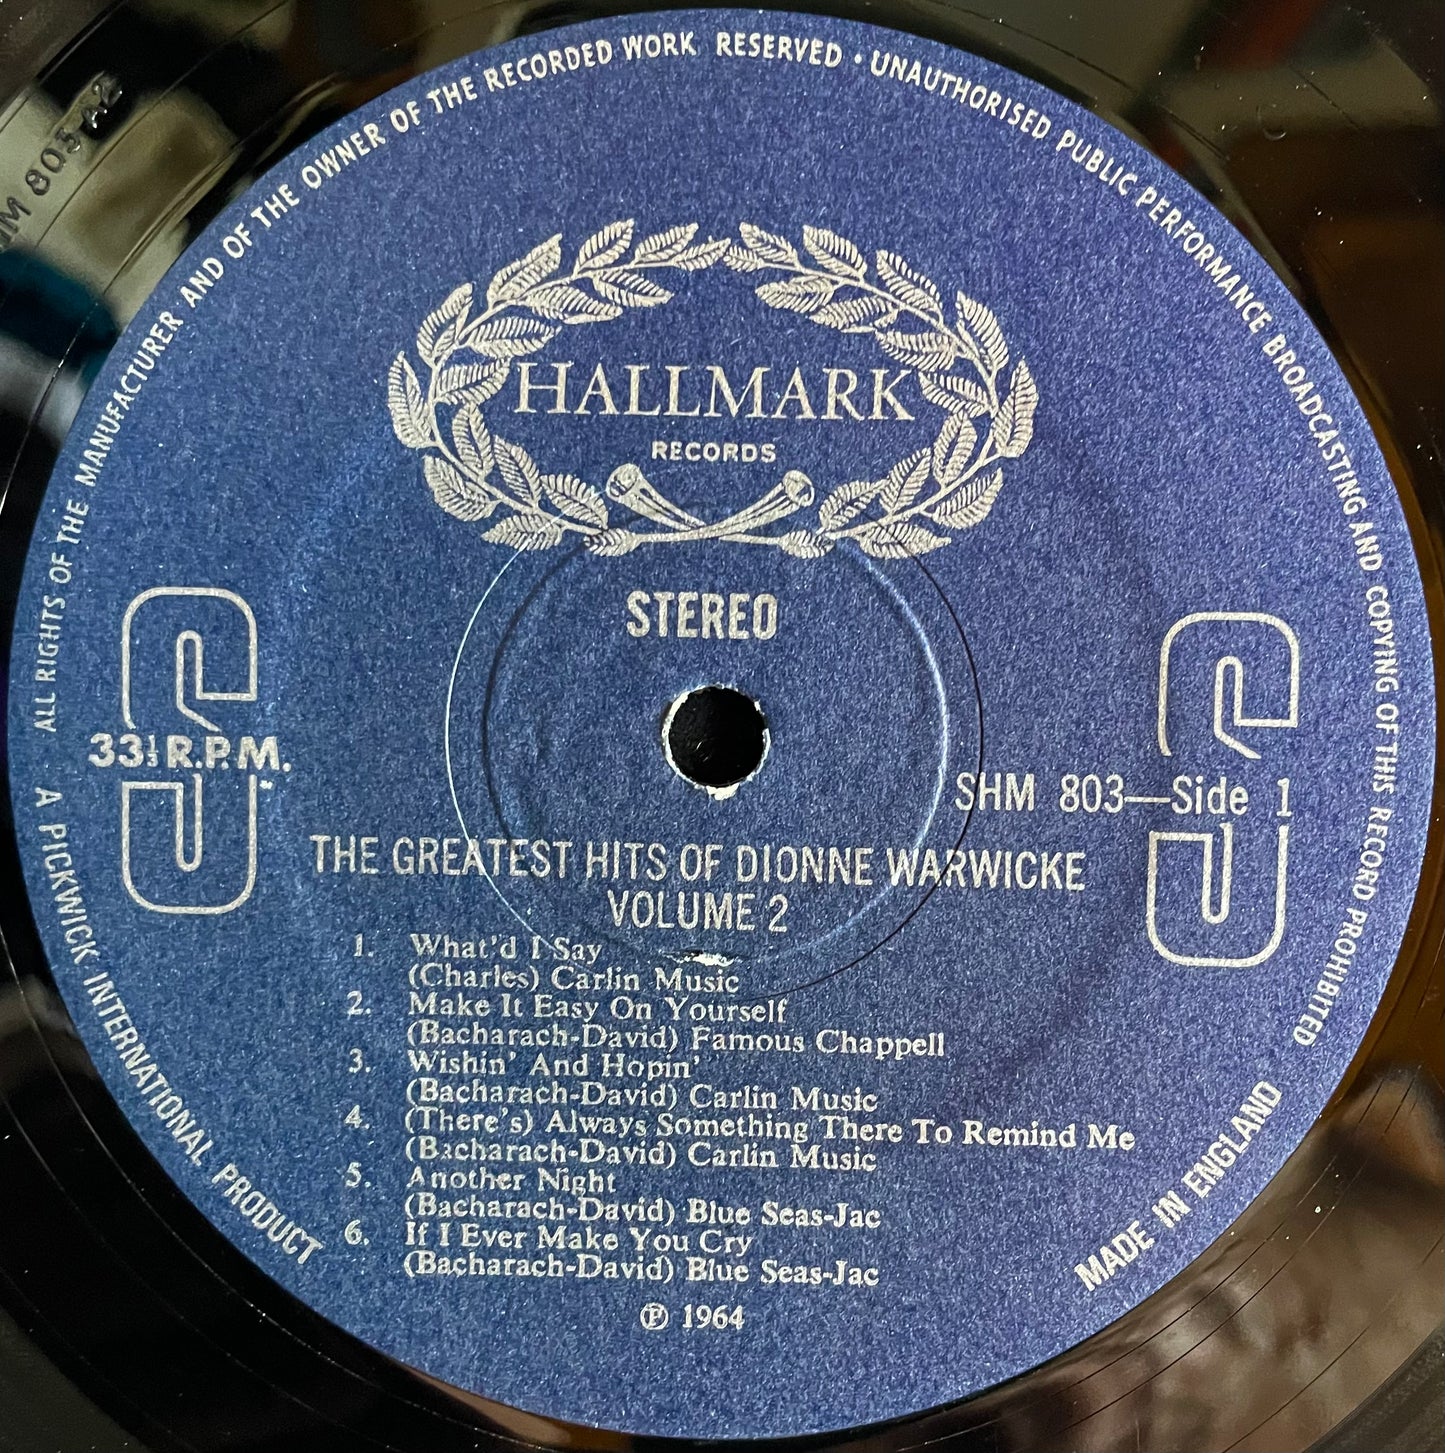 ALL RIGHTS OF THE MANUFACTURER AND OF THE OWNER OF THE RECORDED WORK RESERVED · UNAUTHORISED PUBLIC PERFORMANCE BROADCASTING AND COPYING OF THIS RECORD PROHIBITED
HALLMARK
RECORDS
STEREO
S S
33⅓ R.P.M.
SHM 803—Side 1
THE GREATEST HITS OF DIONNE WARWICKE
VOLUME 2
1. What'd I Say
(Charles) Carlin Music
2. Make It Easy On Yourself
(Bacharach-David) Famous Chappell
3. Wishin' And Hopin'
(Bacharach-David) Carlin Music
4. (There's) Always Something There To Remind Me
(Bacharach-David) Carlin Music
5. Another Night
(Bacharach-David) Blue Seas-Jac
6. If I Ever Make You Cry
(Bacharach-David) Blue Seas-Jac
℗ 1964
A PICKWICK INTERNATIONAL PRODUCT
MADE IN ENGLAND